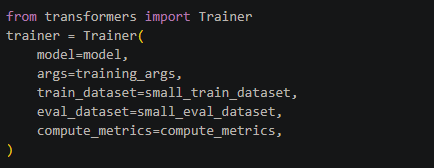 from transformers import Trainer
trainer = Trainer(
    model=model,
    args=training_args,
    train_dataset=small_train_dataset,
    eval_dataset=small_eval_dataset,
    compute_metrics=compute_metrics,
)